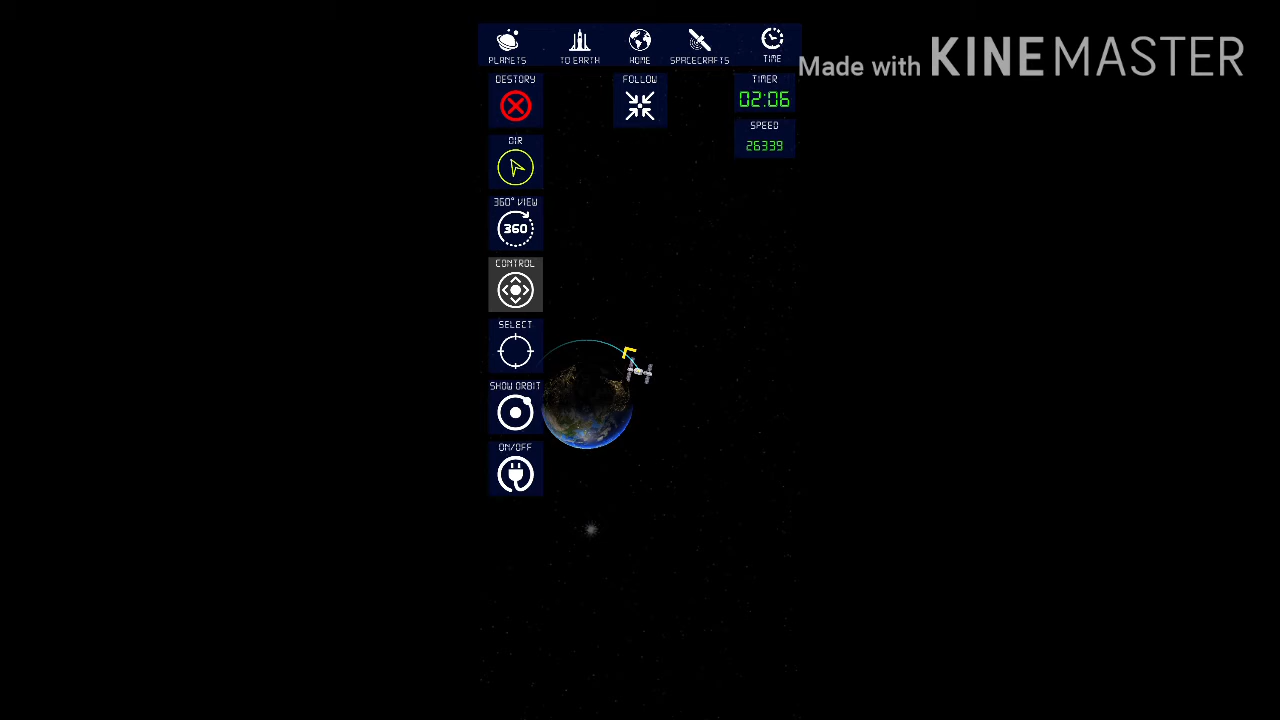 PLANETS
TO EARTH
HOME
SPACECRAFTS
TIME
Made with KINEMASTER
DESTORY
FOLLOW
TIMER
02:06
SPEED
26339
DIR
360° VIEW
360
CONTROL
SELECT
SHOW ORBIT
ON/OFF